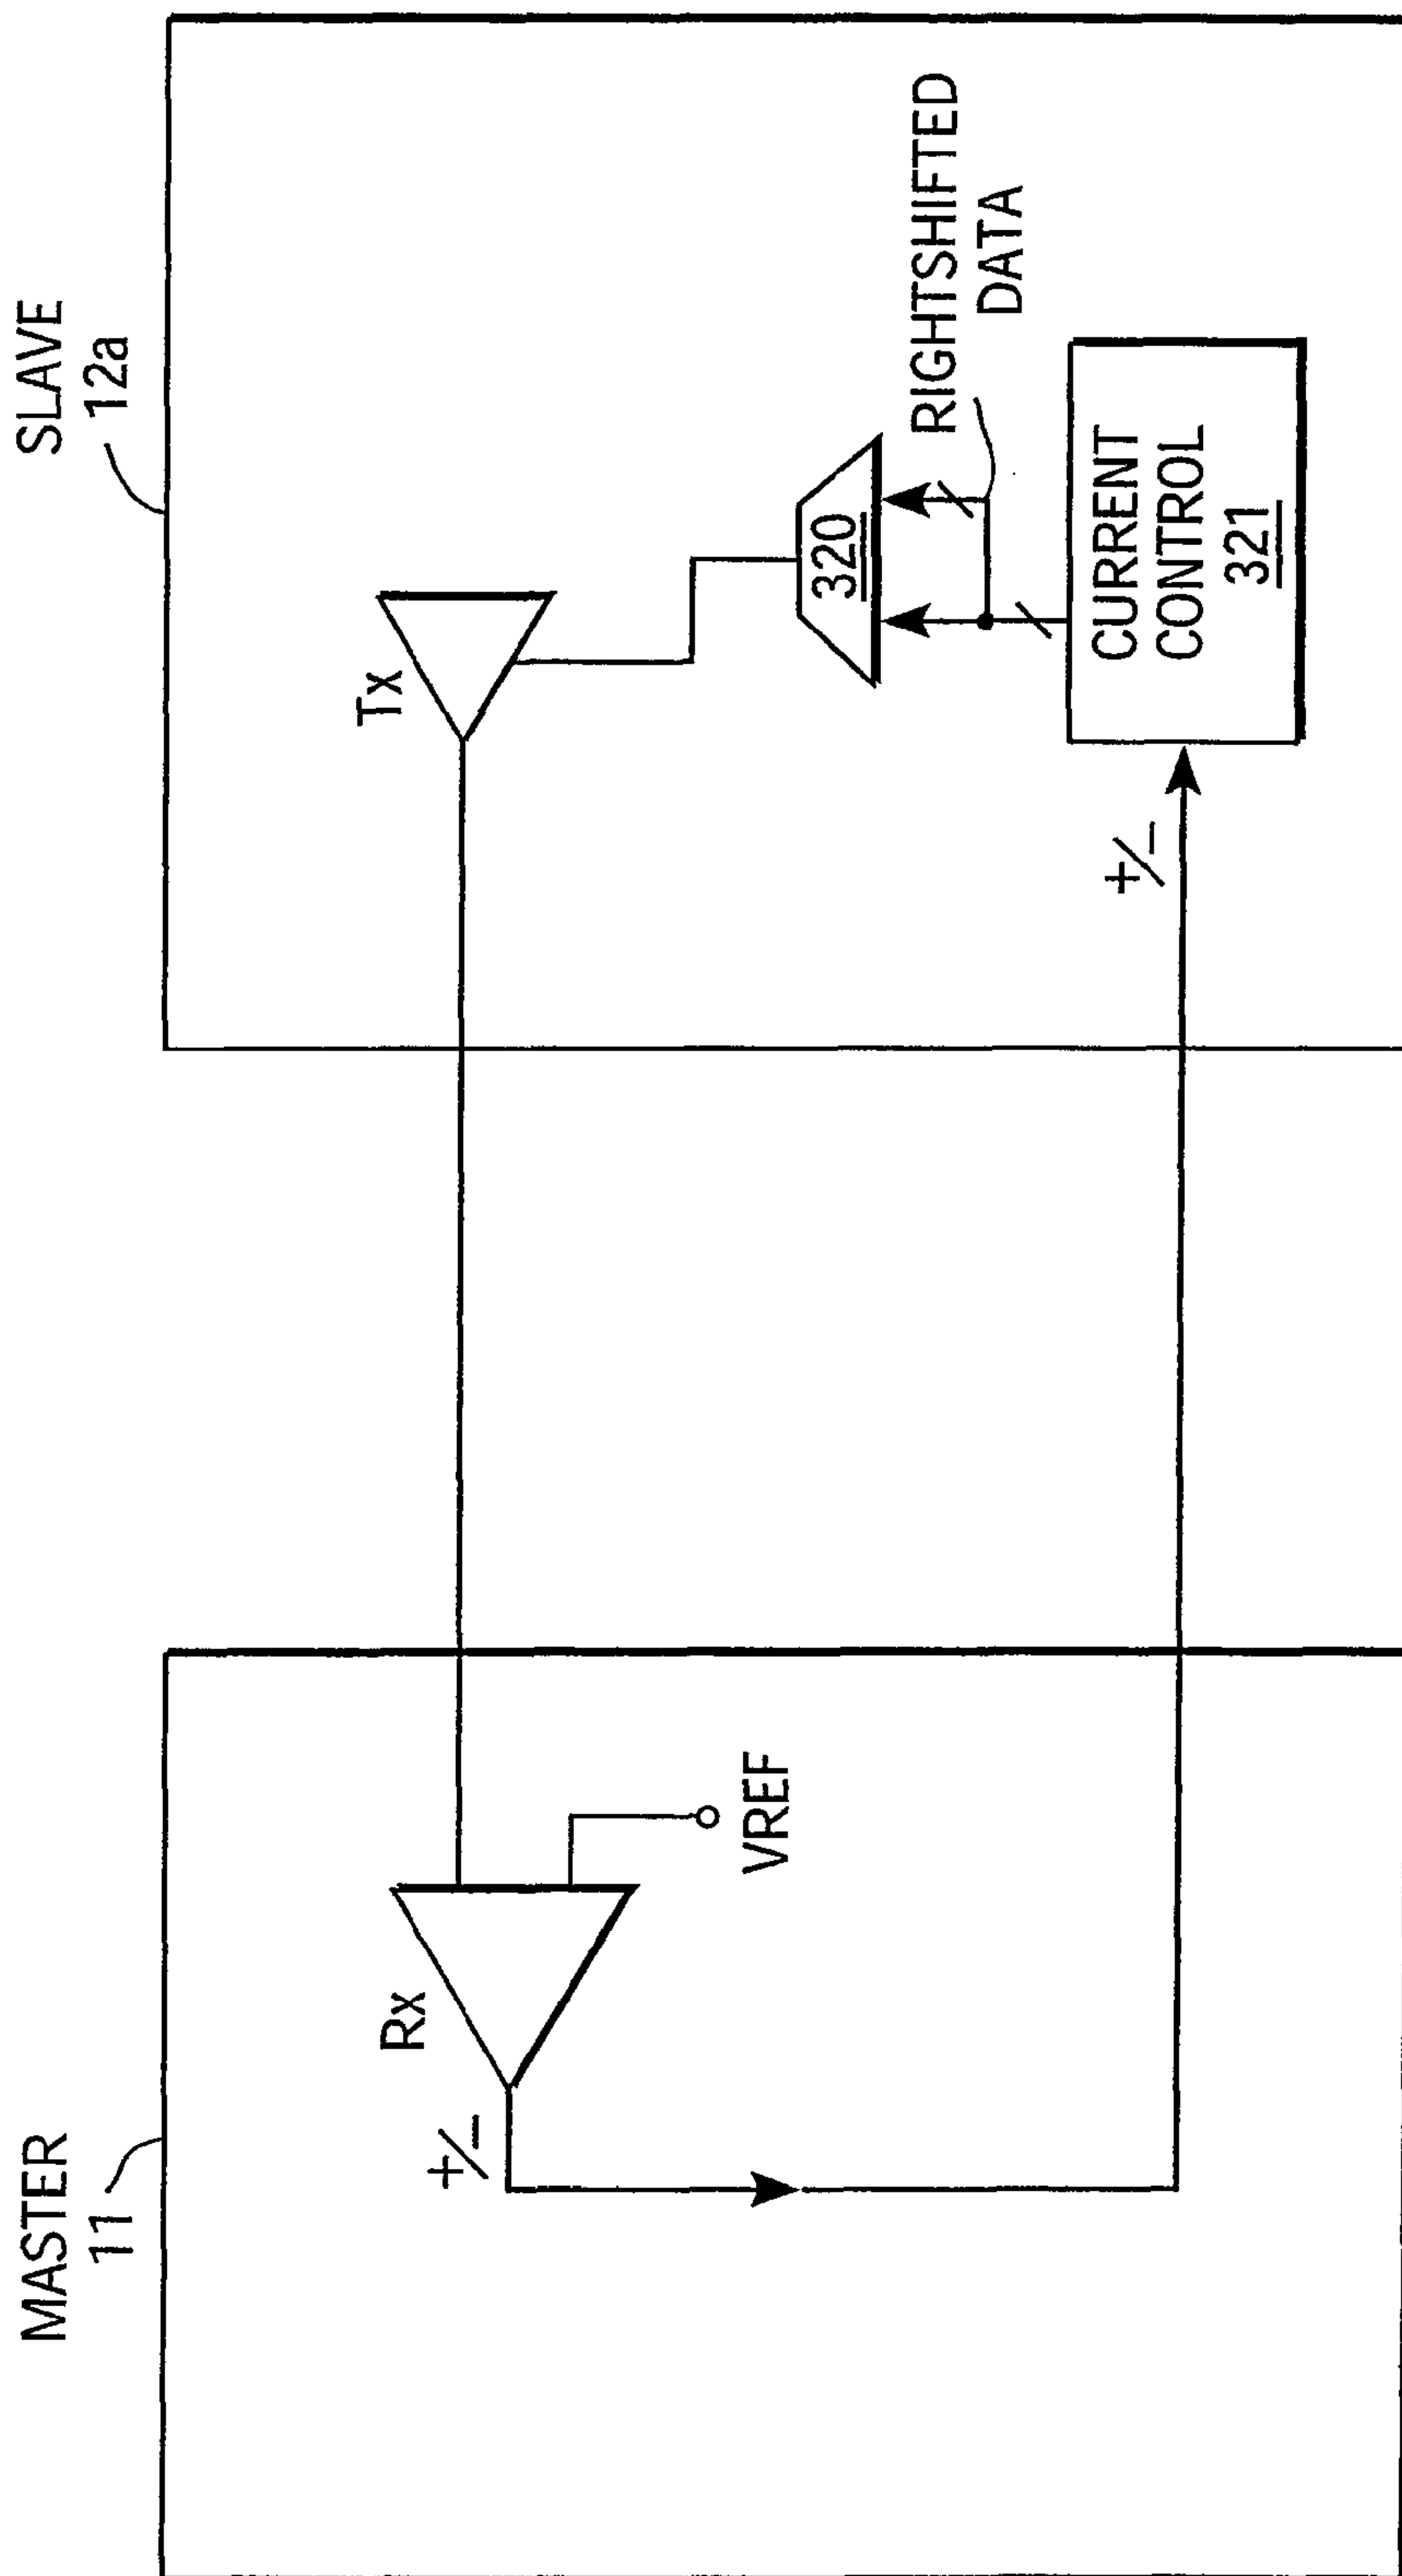 MASTER
11
SLAVE
12a
Rx
+/-
VREF
Tx
320
RIGHTSHIFTED
DATA
+/-
CURRENT
CONTROL
321